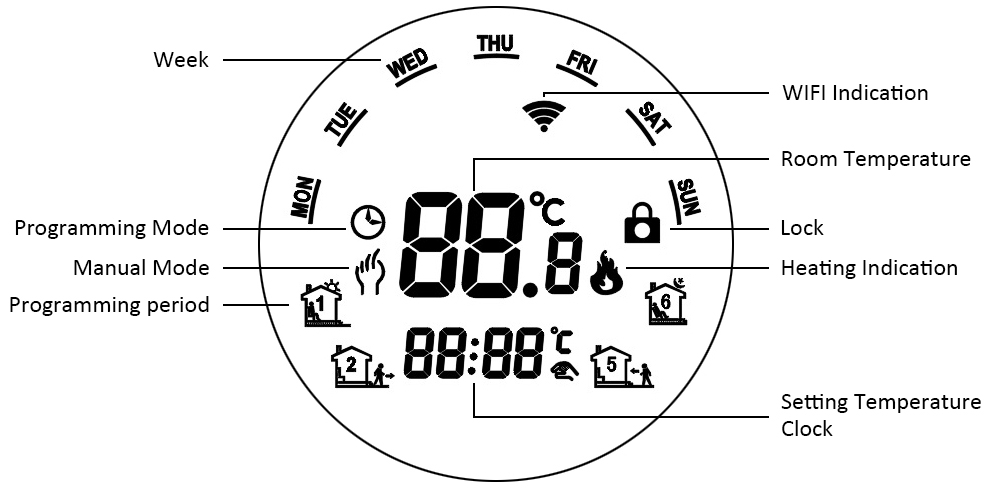 THU
WED
FRI
Week
WIFI Indication
TUE
SAT
Room Temperature
MON
SUN
88.8 °C
Programming Mode
Lock
Manual Mode
Heating Indication
Programming period
1
6
2
88:88 °C
5
Setting Temperature
Clock